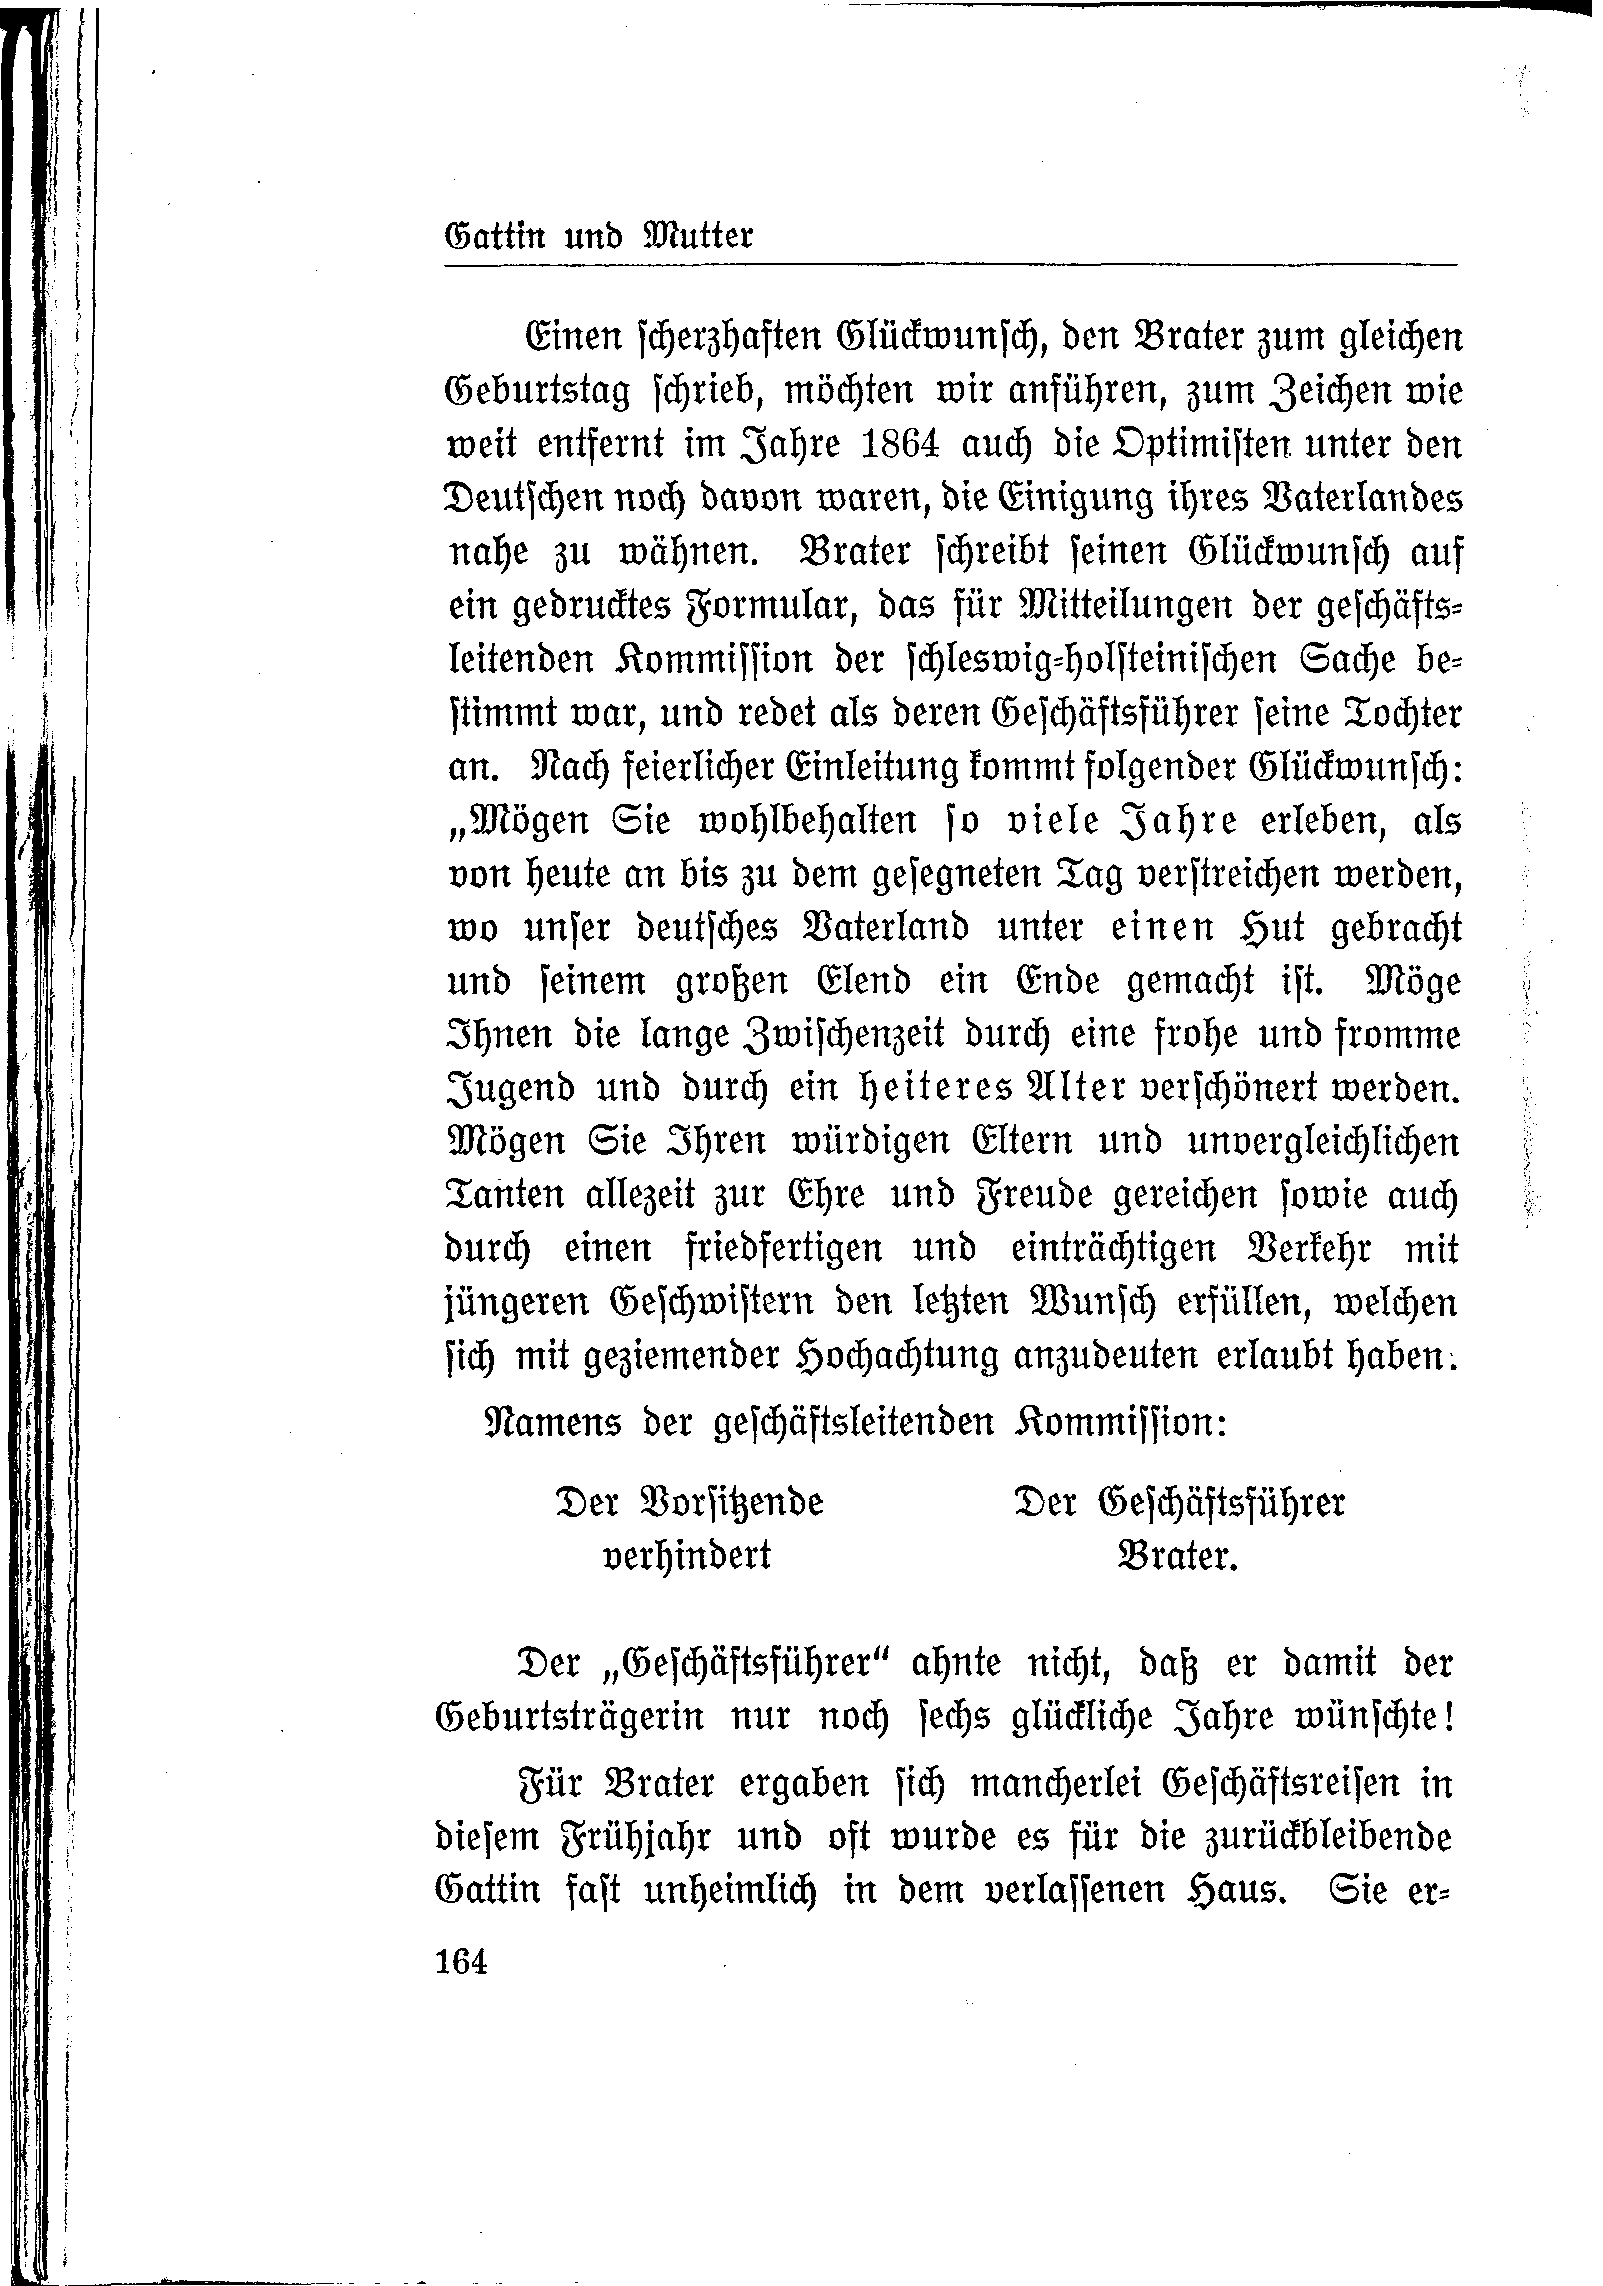 Gattin und Mutter
Einen scherzhaften Glückwunsch, den Brater zum gleichen
Geburtstag schrieb, möchten wir anführen, zum Zeichen wie
weit entfernt im Jahre 1864 auch die Optimisten unter den
Deutschen noch davon waren, die Einigung ihres Vaterlandes
nahe zu wähnen. Brater schreibt seinen Glückwunsch auf
ein gedrucktes Formular, das für Mitteilungen der geschäfts-
leitenden Kommission der schleswig-holsteinischen Sache be-
stimmt war, und redet als deren Geschäftsführer seine Tochter
an. Nach feierlicher Einleitung kommt folgender Glückwunsch:
„Mögen Sie wohlbehalten so viele Jahre erleben, als
von heute an bis zu dem gesegneten Tag verstreichen werden,
wo unser deutsches Vaterland unter einen Hut gebracht
und seinem großen Elend ein Ende gemacht ist. Möge
Ihnen die lange Zwischenzeit durch eine frohe und fromme
Jugend und durch ein heiteres Alter verschönert werden.
Mögen Sie Ihren würdigen Eltern und unvergleichlichen
Tanten allezeit zur Ehre und Freude gereichen sowie auch
durch einen friedfertigen und einträchtigen Verkehr mit
jüngeren Geschwistern den letzten Wunsch erfüllen, welchen
sich mit geziemender Hochachtung anzudeuten erlaubt haben.
Namens der geschäftsleitenden Kommission:
Der Vorsitzende Der Geschäftsführer
verhindert Brater.
Der „Geschäftsführer“ ahnte nicht, daß er damit der
Geburtsträgerin nur noch sechs glückliche Jahre wünschte!
Für Brater ergaben sich mancherlei Geschäftsreisen in
diesem Frühjahr und oft wurde es für die zurückbleibende
Gattin fast unheimlich in dem verlassenen Haus. Sie er-
164